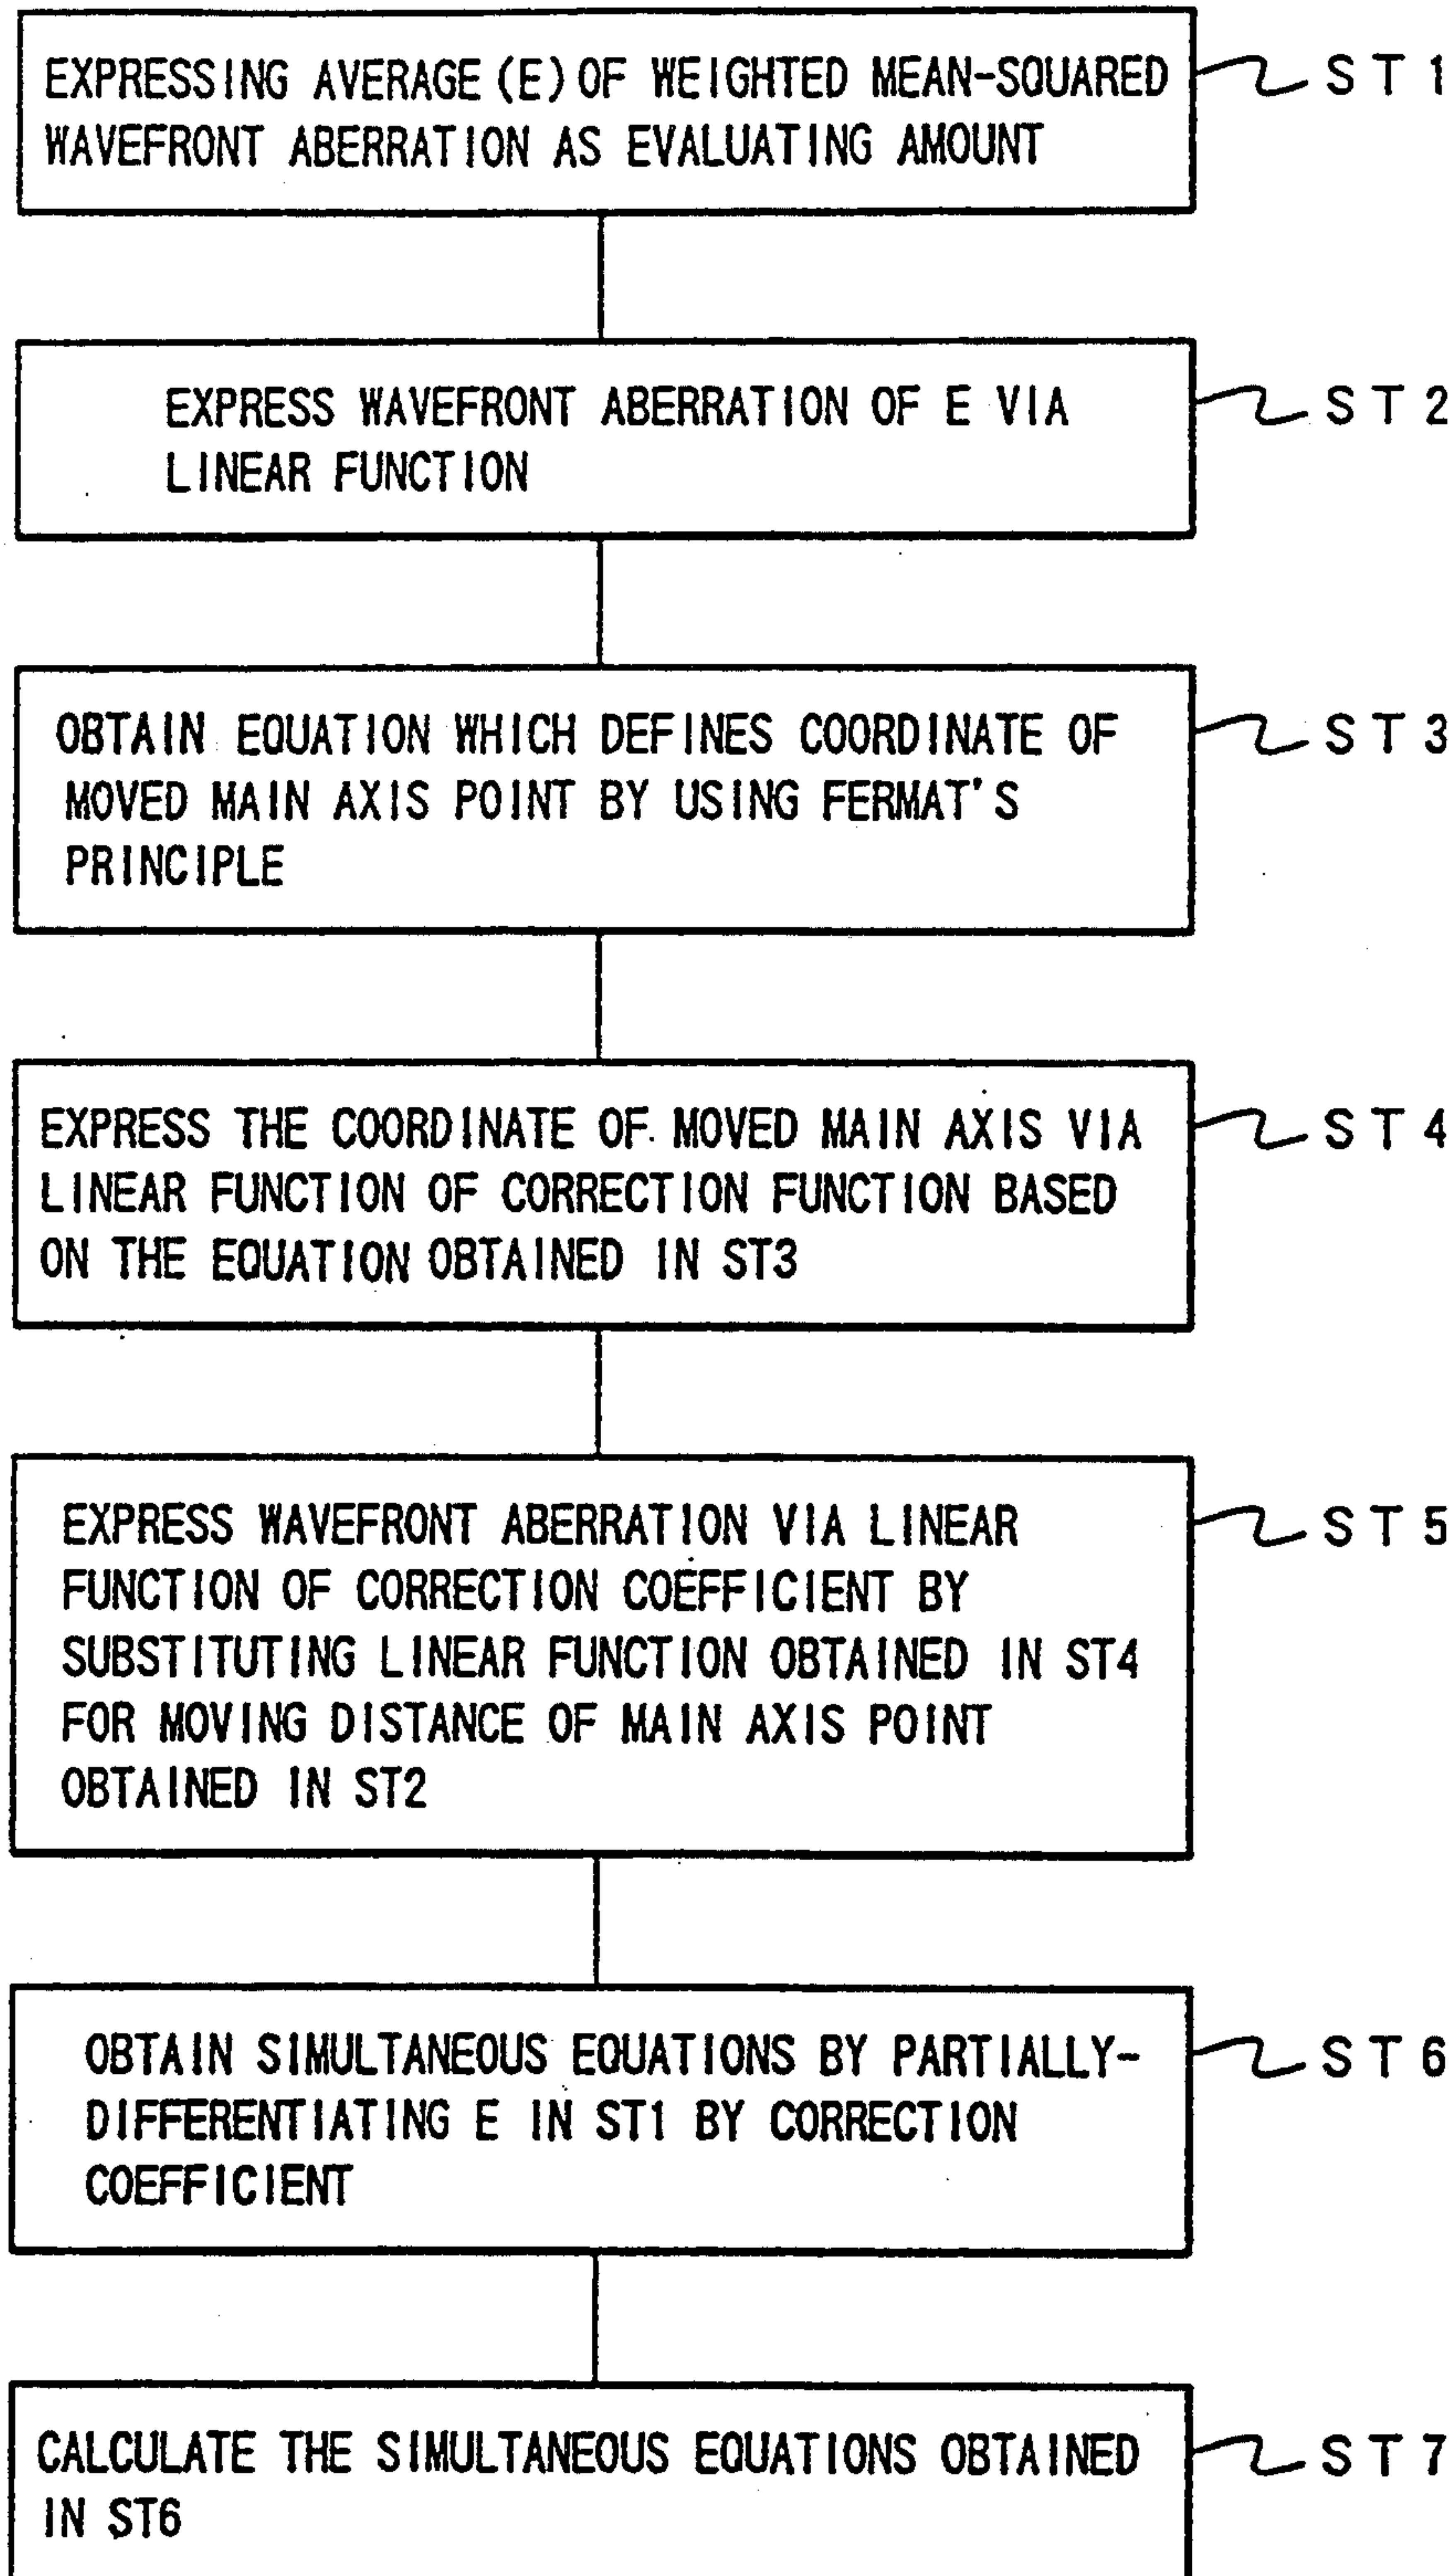 EXPRESSING AVERAGE (E) OF WEIGHTED MEAN-SQUARED
WAVEFRONT ABERRATION AS EVALUATING AMOUNT
ST1
EXPRESS WAVEFRONT ABERRATION OF E VIA
LINEAR FUNCTION
ST2
OBTAIN EQUATION WHICH DEFINES COORDINATE OF
MOVED MAIN AXIS POINT BY USING FERMAT'S
PRINCIPLE
ST3
EXPRESS THE COORDINATE OF MOVED MAIN AXIS VIA
LINEAR FUNCTION OF CORRECTION FUNCTION BASED
ON THE EQUATION OBTAINED IN ST3
ST4
EXPRESS WAVEFRONT ABERRATION VIA LINEAR
FUNCTION OF CORRECTION COEFFICIENT BY
SUBSTITUTING LINEAR FUNCTION OBTAINED IN ST4
FOR MOVING DISTANCE OF MAIN AXIS POINT
OBTAINED IN ST2
ST5
OBTAIN SIMULTANEOUS EQUATIONS BY PARTIALLY-
DIFFERENTIATING E IN ST1 BY CORRECTION
COEFFICIENT
ST6
CALCULATE THE SIMULTANEOUS EQUATIONS OBTAINED
IN ST6
ST7